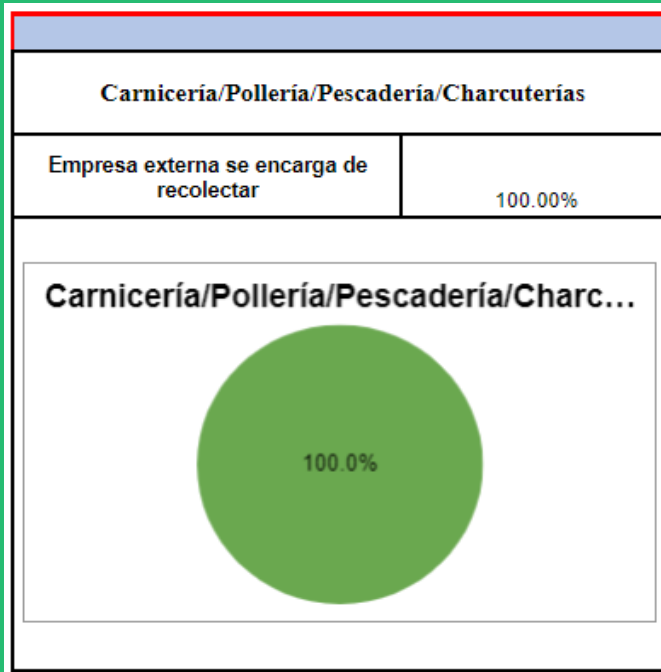 Carnicería/Pollería/Pescadería/Charcuterías
Empresa externa se encarga de
recolectar
100.00%
Carnicería/Pollería/Pescadería/Charc...
100.0%